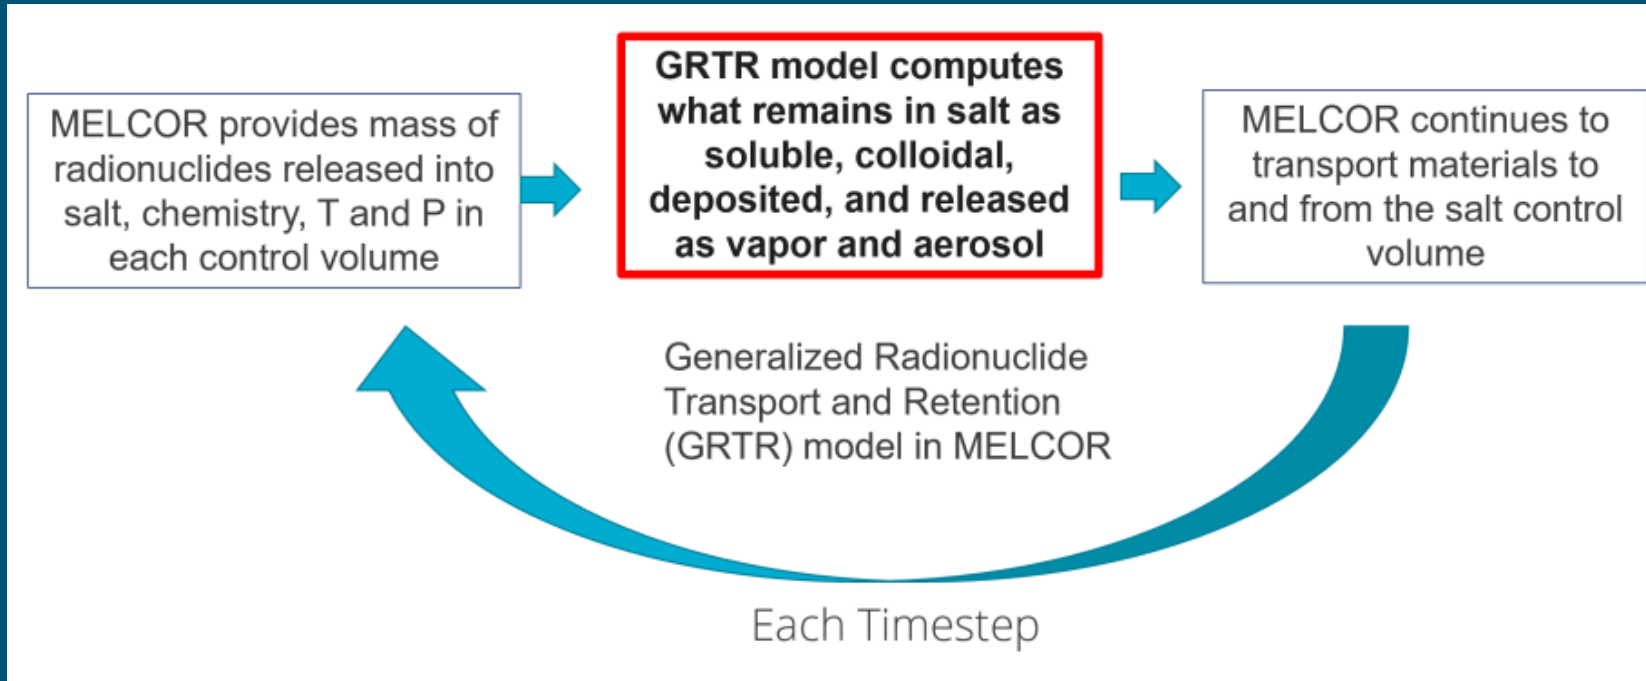 MELCOR provides mass of
radionuclides released into
salt, chemistry, T and P in
each control volume
GRTR model computes
what remains in salt as
soluble, colloidal,
deposited, and released
as vapor and aerosol
MELCOR continues to
transport materials to
and from the salt control
volume
Generalized Radionuclide
Transport and Retention
(GRTR) model in MELCOR
Each Timestep